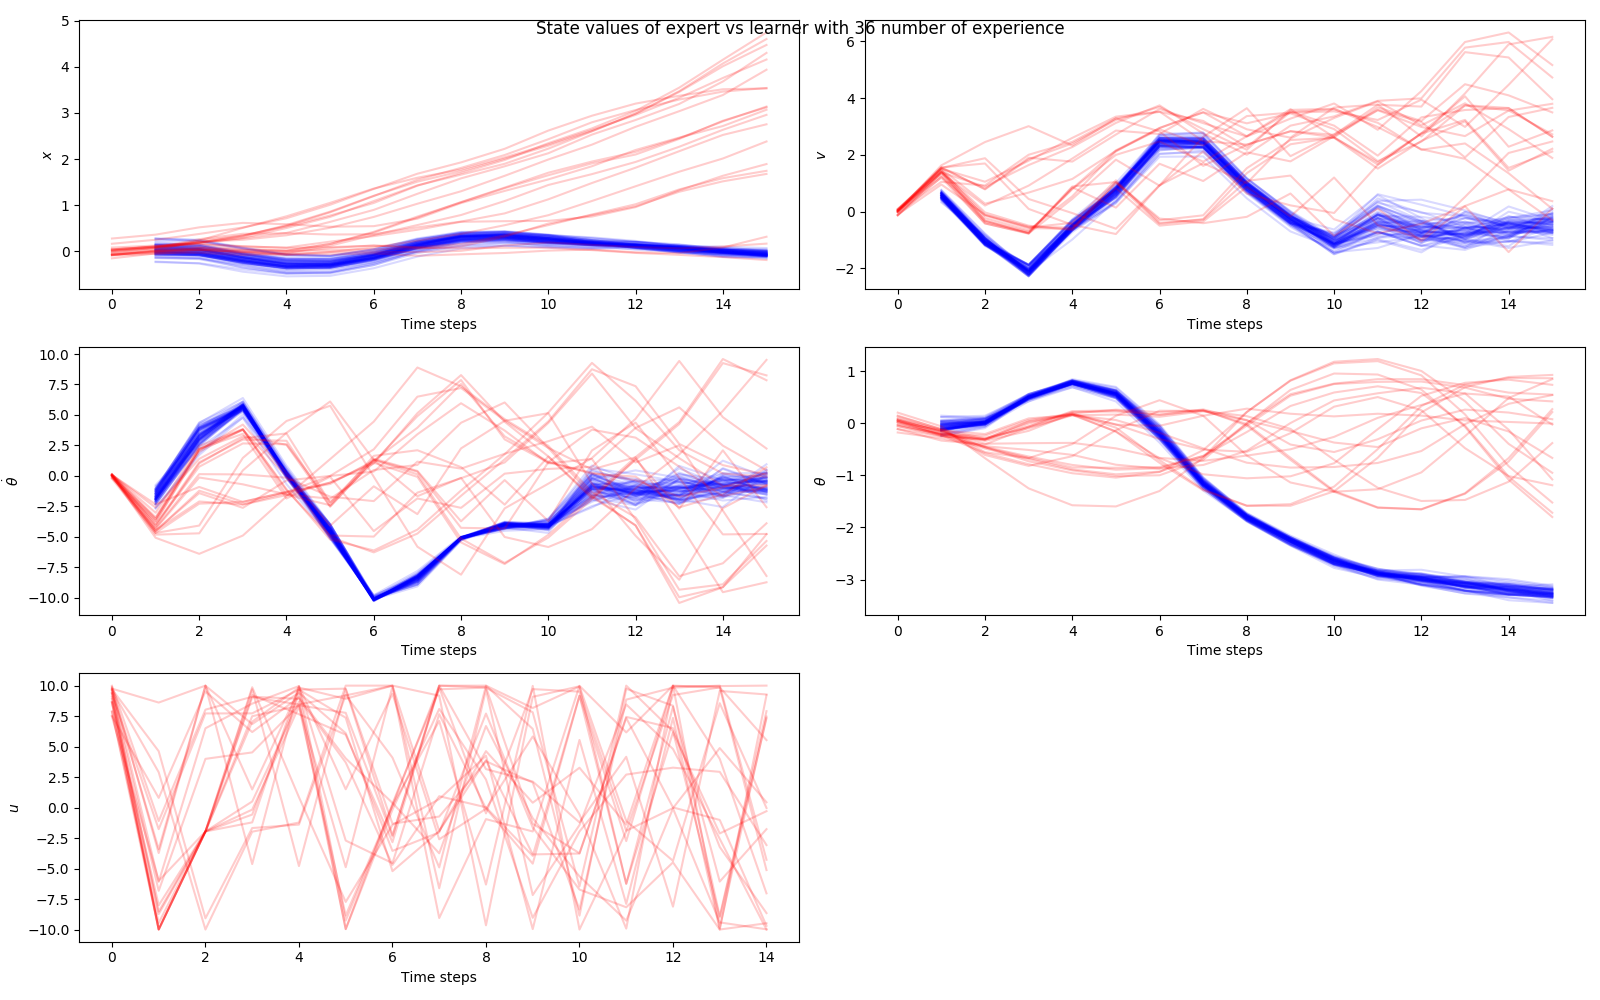 State values of expert vs learner with 36 number of experience
5
4
3
2
1
0
x
0 2 4 6 8 10 12 14
Time steps
6
4
2
0
−2
v
0 2 4 6 8 10 12 14
Time steps
10.0
7.5
5.0
2.5
0.0
−2.5
−5.0
−7.5
−10.0
θ̇
0 2 4 6 8 10 12 14
Time steps
1
0
−1
−2
−3
θ
0 2 4 6 8 10 12 14
Time steps
10.0
7.5
5.0
2.5
0.0
−2.5
−5.0
−7.5
−10.0
u
0 2 4 6 8 10 12 14
Time steps